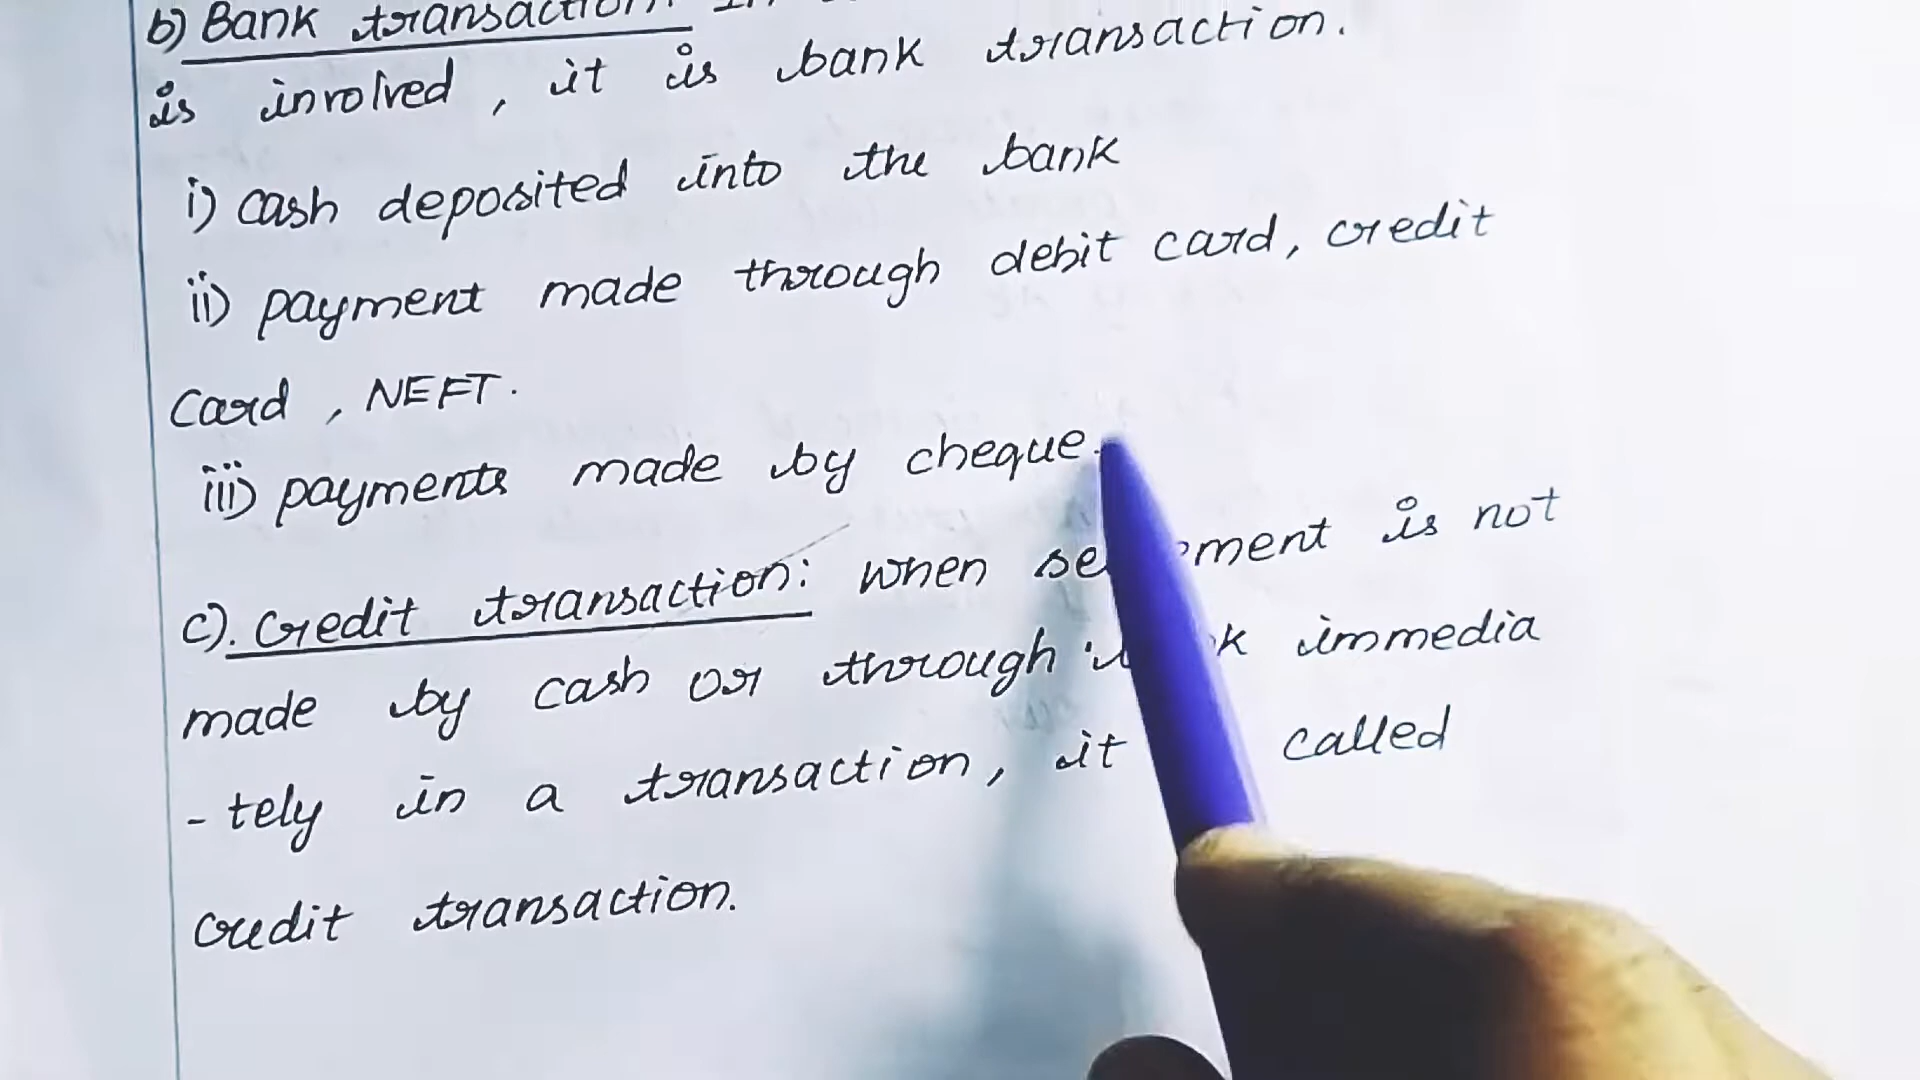 b) Bank transaction:
is involved, it is bank transaction.
i) cash deposited into the bank
ii) payment made through debit card, credit
Card, NEFT.
iii) payments made by cheque.
c). Credit transaction: when is not
made by cash or through immedia
- tely in a transaction, it called
credit transaction.